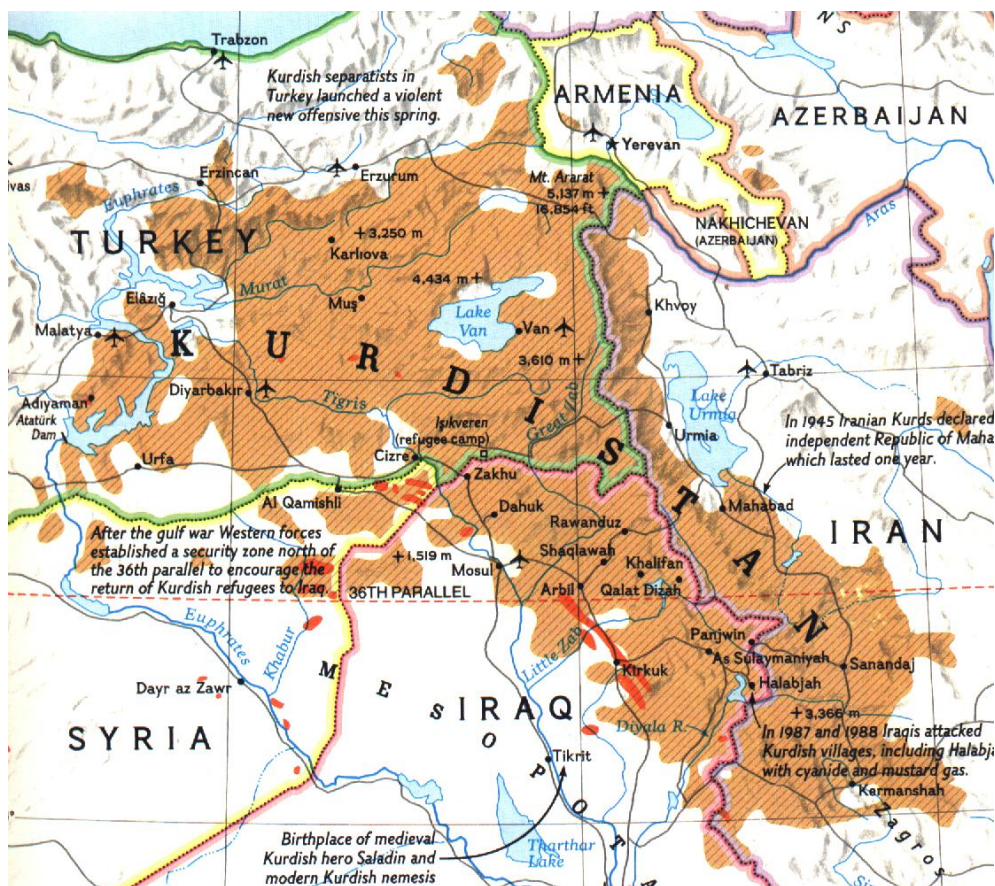 Trabzon
Kurdish separatists in
Turkey launched a violent
new offensive this spring.
ARMENIA
AZERBAIJAN
Yerevan
Erzincan
Erzurum
Mt. Ararat
5,137 m
16,854 ft
Euphrates
vas
NAKHICHEVAN
(AZERBAIJAN)
Aras
TURKEY
3,250 m
Karlıova
4,434 m
Murat
Elâzığ
Muş
Khvoy
Lake
Van
Van
Malatya
KURDISTAN
3,610 m
Tabriz
Diyarbakır
Tigris
Great Zab
Lake
Urmia
Adıyaman
Atatürk
Dam
Işıkveren
(refugee camp)
Urmia
In 1945 Iranian Kurds declared
independent Republic of Maha
which lasted one year.
Urfa
Cizre
Zakhu
Al Qamishli
Dahuk
Mahabad
Rawanduz
IRAN
After the gulf war Western forces
established a security zone north of
the 36th parallel to encourage the
return of Kurdish refugees to Iraq.
1,519 m
Mosul
Shaqlawah
Khalifan
Arbil
Qalat Dizah
36TH PARALLEL
Euphrates
Khabur
Little Zab
Panjwin
As Sulaymaniyah
Sanandaj
Kirkuk
Halabjah
Dayr az Zawr
MESOPOTA
SYRIA
IRAQ
Diyala R.
3,366 m
In 1987 and 1988 Iraqis attacked
Kurdish villages, including Halabja
with cyanide and mustard gas.
Tikrit
Kermanshah
Zagros
Birthplace of medieval
Kurdish hero Saladin and
modern Kurdish nemesis
Tharthar
Lake